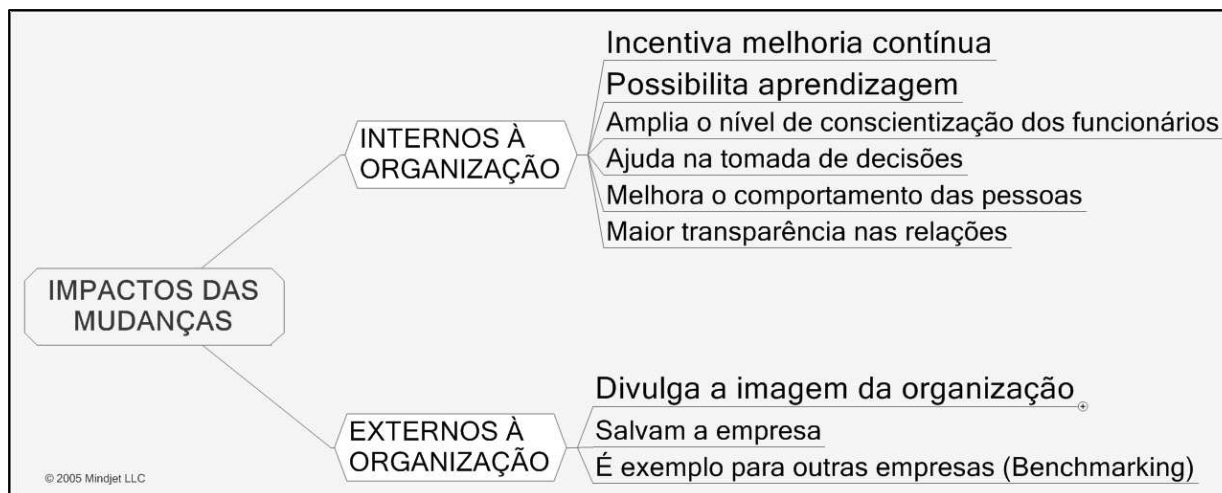 IMPACTOS DAS
MUDANÇAS
INTERNOS À
ORGANIZAÇÃO
Incentiva melhoria contínua
Possibilita aprendizagem
Amplia o nível de conscientização dos funcionários
Ajuda na tomada de decisões
Melhora o comportamento das pessoas
Maior transparência nas relações
EXTERNOS À
ORGANIZAÇÃO
Divulga a imagem da organização
Salvam a empresa
É exemplo para outras empresas (Benchmarking)
© 2005 Mindjet LLC